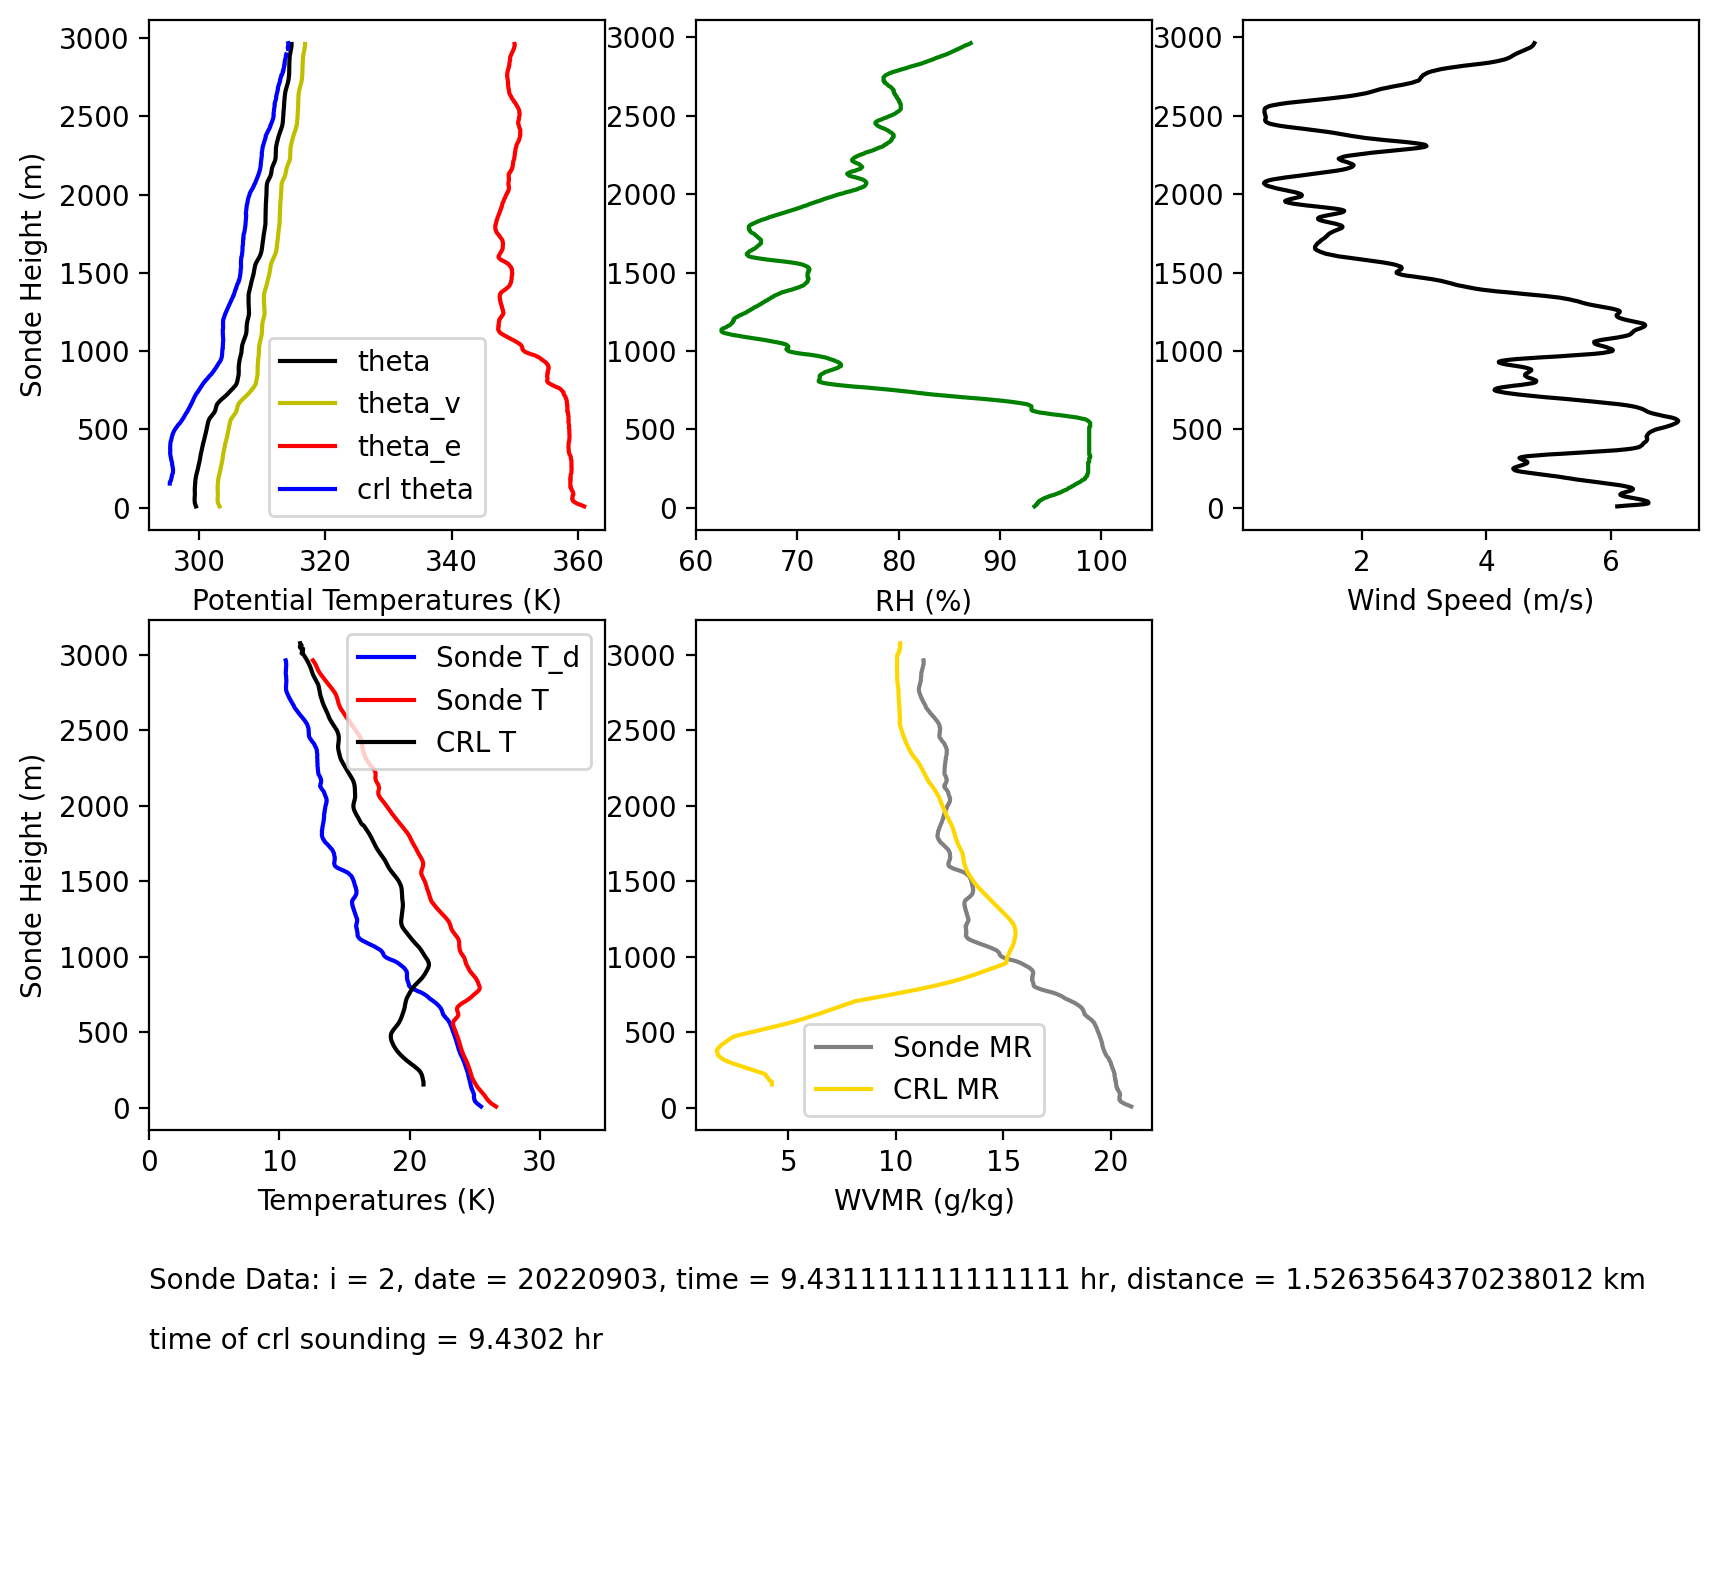 3000
2500
2000
1500
1000
500
0
Sonde Height (m)
theta
theta_v
theta_e
crl theta
300 320 340 360
Potential Temperatures (K)
3000
2500
2000
1500
1000
500
0
60 70 80 90 100
RH (%)
3000
2500
2000
1500
1000
500
0
2 4 6
Wind Speed (m/s)
3000
2500
2000
1500
1000
500
0
Sonde Height (m)
Sonde T_d
Sonde T
CRL T
0 10 20 30
Temperatures (K)
3000
2500
2000
1500
1000
500
0
Sonde MR
CRL MR
5 10 15 20
WVMR (g/kg)
Sonde Data: i = 2, date = 20220903, time = 9.431111111111111 hr, distance = 1.5263564370238012 km
time of crl sounding = 9.4302 hr